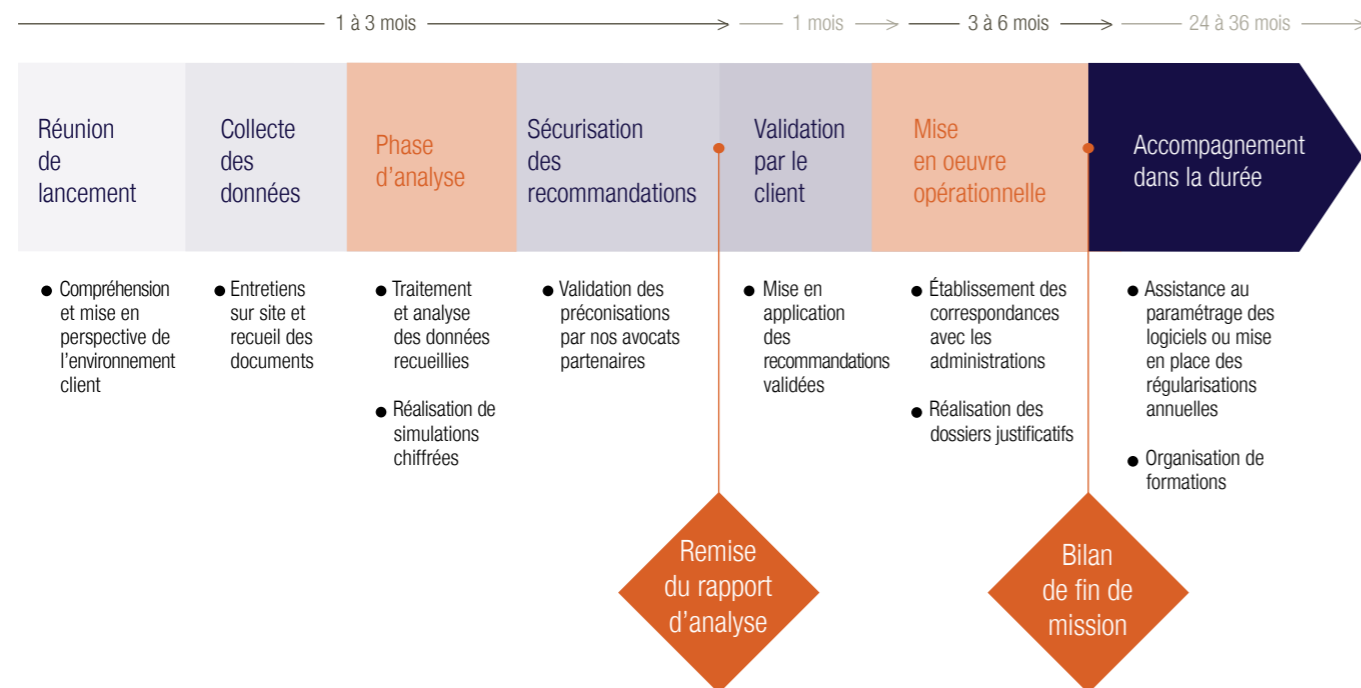 1 à 3 mois
1 mois
3 à 6 mois
24 à 36 mois
Réunion
de
lancement
Collecte
des
données
Phase
d'analyse
Sécurisation
des
recommandations
Validation
par le
client
Mise
en oeuvre
opérationnelle
Accompagnement
dans la durée
● Compréhension
et mise en
perspective de
l'environnement
client
● Entretiens
sur site et
recueil des
documents
● Traitement
et analyse
des données
recueillies
● Réalisation de
simulations
chiffrées
● Validation des
préconisations
par nos avocats
partenaires
● Mise en
application
des
recommandations
validées
● Établissement des
correspondances
avec les
administrations
● Réalisation des
dossiers justificatifs
● Assistance au
paramétrage des
logiciels ou mise
en place des
régularisations
annuelles
● Organisation de
formations
Remise
du rapport
d'analyse
Bilan
de fin de
mission